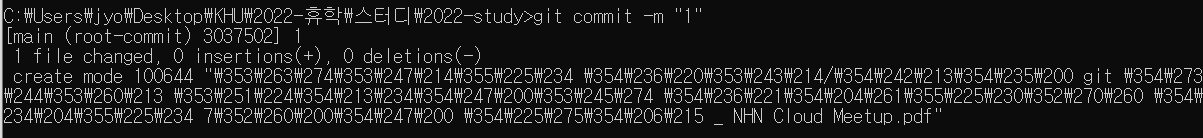 C:₩Users₩jyo₩Desktop₩KHU₩2022-휴학₩스터디₩2022-study>git commit -m "1"
[main (root-commit) 3037502] 1
 1 file changed, 0 insertions(+), 0 deletions(-)
 create mode 100644 "₩353₩263₩274₩353₩247₩214₩355₩225₩234 ₩354₩236₩220₩353₩243₩214/₩354₩242₩213₩354₩235₩200 git ₩354₩273
₩244₩353₩260₩213 ₩353₩251₩224₩354₩213₩234₩354₩247₩200₩353₩245₩274 ₩354₩236₩221₩354₩204₩261₩355₩225₩230₩352₩270₩260 ₩354₩
234₩204₩355₩225₩234 7₩352₩260₩200₩354₩247₩200 ₩354₩225₩275₩354₩206₩215 _ NHN Cloud Meetup.pdf"